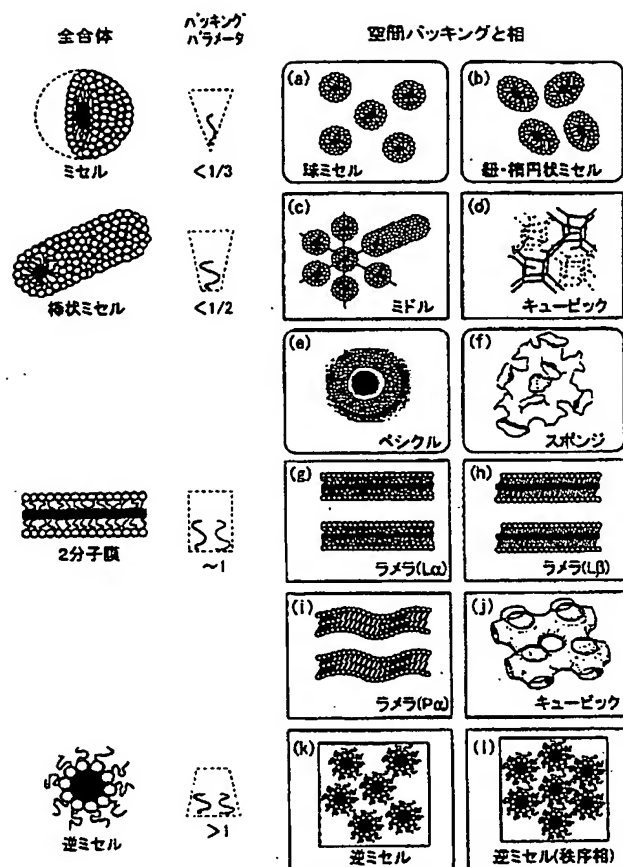 全合体
パッキング
パラメータ
空間パッキングと相
ミセル
<1/3
(a)
球ミセル
(b)
紐・楕円状ミセル
棒状ミセル
<1/2
(c)
ミドル
(d)
キュービック
(e)
ベシクル
(f)
スポンジ
2分子膜
~1
(g)
ラメラ(Lα)
(h)
ラメラ(Lβ)
(i)
ラメラ(Pα)
(j)
キュービック
逆ミセル
>1
(k)
逆ミセル
(l)
逆ミセル(秩序相)